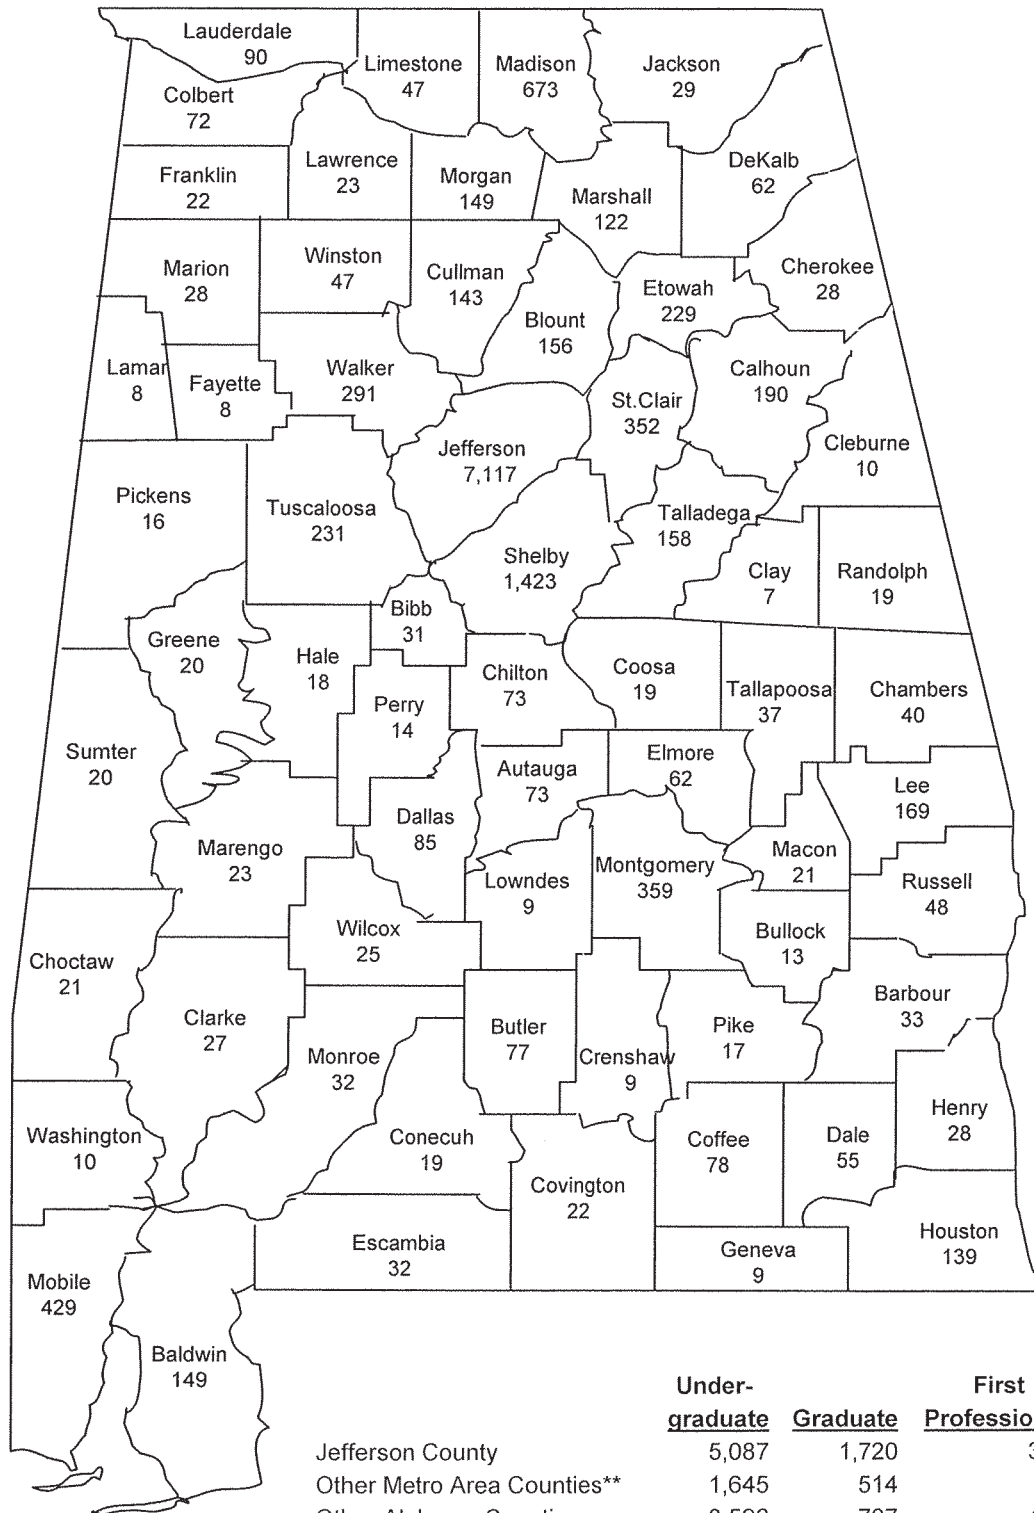 Lauderdale
90
Limestone
47
Madison
673
Jackson
29
Colbert
72
Franklin
22
Lawrence
23
Morgan
149
Marshall
122
DeKalb
62
Marion
28
Winston
47
Cullman
143
Blount
156
Etowah
229
Cherokee
28
Lamar
8
Fayette
8
Walker
291
Jefferson
7,117
St.Clair
352
Calhoun
190
Cleburne
10
Pickens
16
Tuscaloosa
231
Shelby
1,423
Talladega
158
Clay
7
Randolph
19
Greene
20
Hale
18
Bibb
31
Perry
14
Chilton
73
Coosa
19
Tallapoosa
37
Chambers
40
Sumter
20
Marengo
23
Dallas
85
Autauga
73
Elmore
62
Lee
169
Lowndes
9
Montgomery
359
Macon
21
Russell
48
Choctaw
21
Wilcox
25
Bullock
13
Clarke
27
Monroe
32
Butler
77
Crenshaw
9
Pike
17
Barbour
33
Washington
10
Conecuh
19
Covington
22
Coffee
78
Dale
55
Henry
28
Mobile
429
Baldwin
149
Escambia
32
Geneva
9
Houston
139
Under- First
graduate Graduate Professio
Jefferson County 5,087 1,720 3
Other Metro Area Counties** 1,645 514